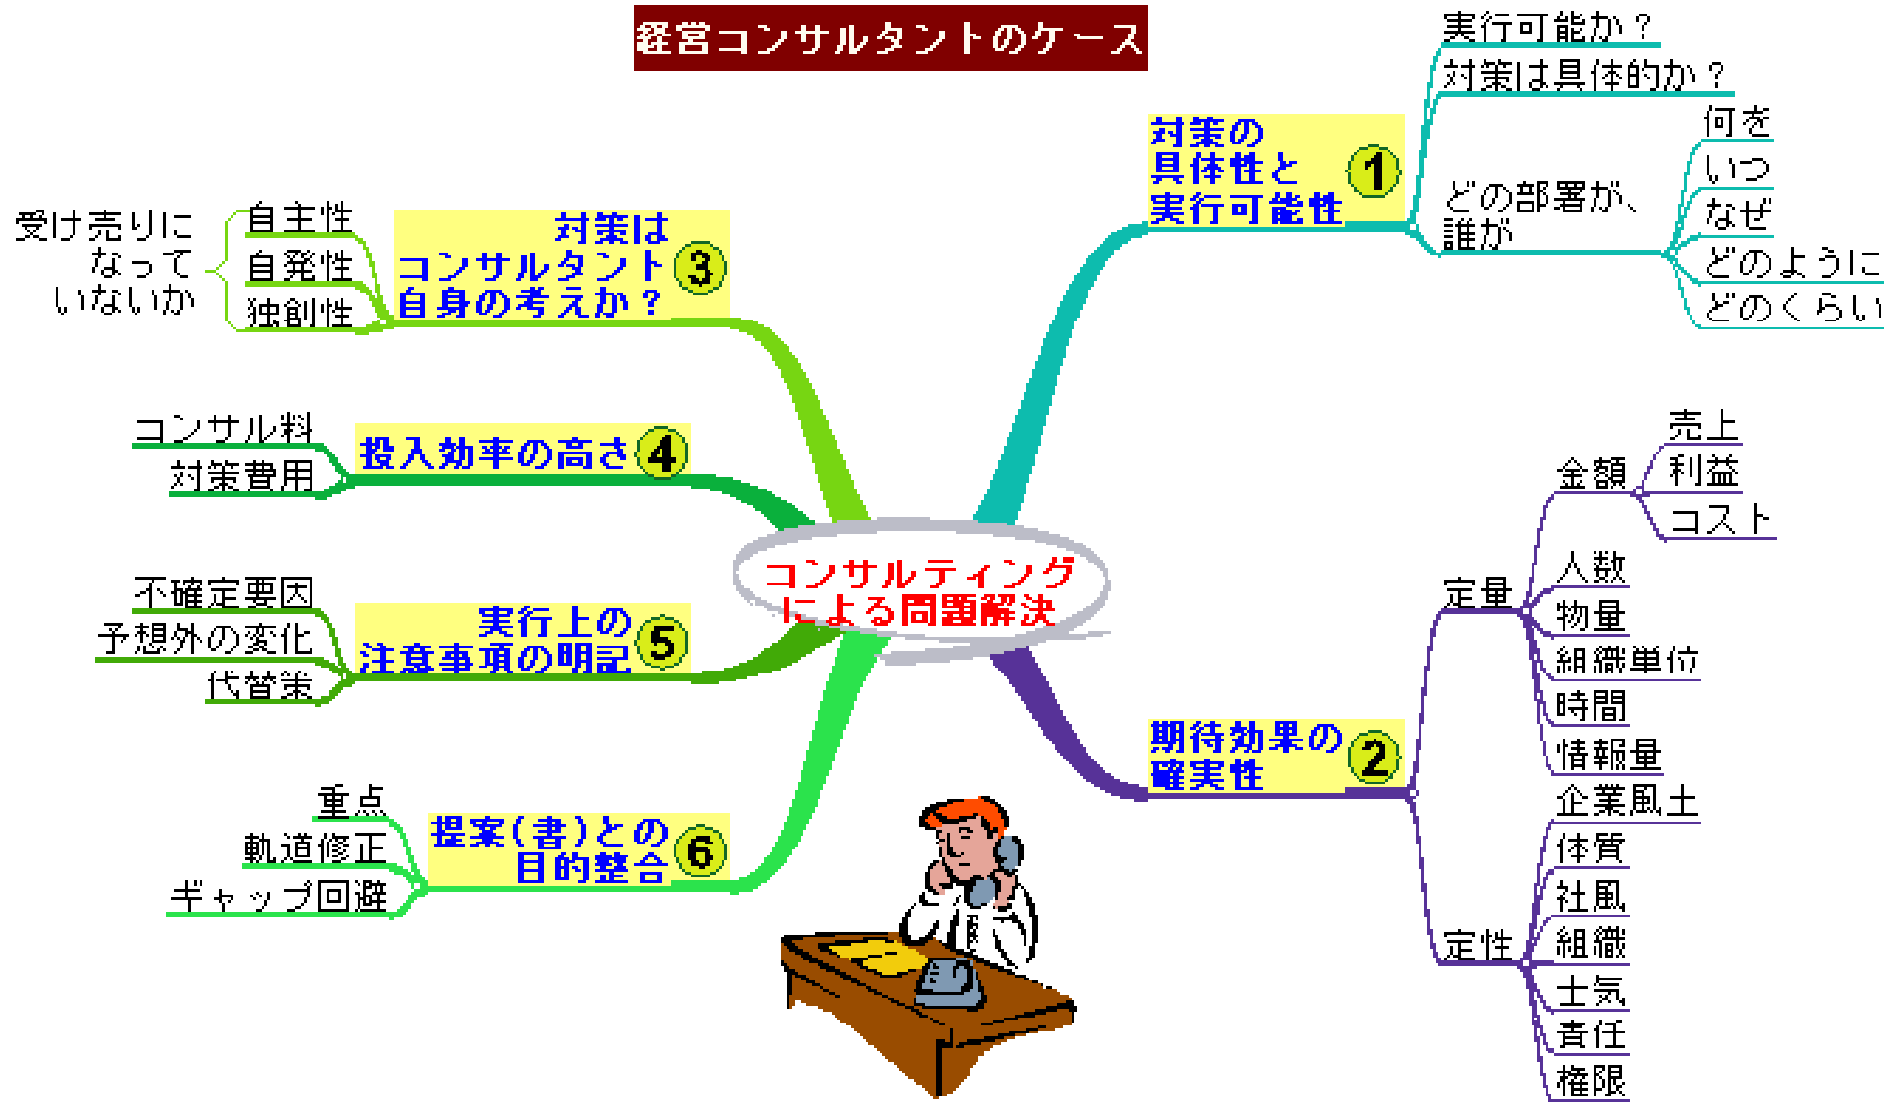 経営コンサルタントのケース
コンサルティング
による問題解決
対策の
具体性と
実行可能性
1
実行可能か？
対策は具体的か？
どの部署が、
誰が
何を
いつ
なぜ
どのように
どのくらい
期待効果の
確実性
2
定量
金額
売上
利益
コスト
人数
物量
組織単位
時間
情報量
定性
企業風土
体質
社風
組織
士気
責任
権限
対策は
コンサルタント
自身の考えか？
3
自主性
自発性
独創性
受け売りに
なって
いないか
投入効率の高さ
4
コンサル料
対策費用
実行上の
注意事項の明記
5
不確定要因
予想外の変化
代替策
提案(書)との
目的整合
6
重点
軌道修正
ギャップ回避